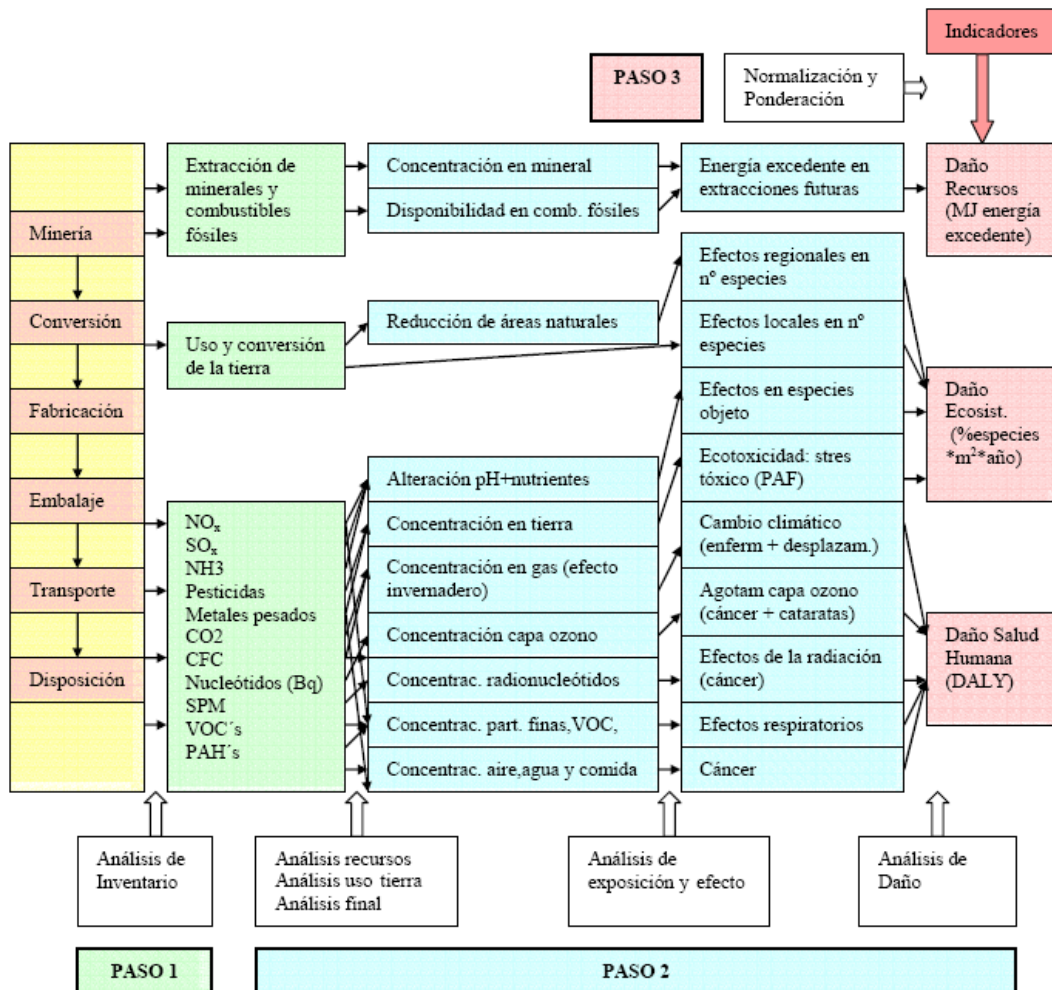 Indicadores
PASO 3
Normalización y
Ponderación
Minería
Conversión
Fabricación
Embalaje
Transporte
Disposición
Extracción de
minerales y
combustibles
fósiles
Uso y conversión
de la tierra
NOx
SOx
NH3
Pesticidas
Metales pesados
CO2
CFC
Nucleótidos (Bq)
SPM
VOC´s
PAH´s
Concentración en mineral
Disponibilidad en comb. fósiles
Reducción de áreas naturales
Alteración pH+nutrientes
Concentración en tierra
Concentración en gas (efecto
invernadero)
Concentración capa ozono
Concentrac. radionucleótidos
Concentrac. part. finas,VOC,
Concentrac. aire,agua y comida
Energía excedente en
extracciones futuras
Efectos regionales en
nº especies
Efectos locales en nº
especies
Efectos en especies
objeto
Ecotoxicidad: stres
tóxico (PAF)
Cambio climático
(enferm + desplazam.)
Agotam capa ozono
(cáncer + cataratas)
Efectos de la radiación
(cáncer)
Efectos respiratorios
Cáncer
Daño
Recursos
(MJ energía
excedente)
Daño
Ecosist.
(%especies
*m²*año)
Daño Salud
Humana
(DALY)
Análisis de
Inventario
Análisis recursos
Análisis uso tierra
Análisis final
Análisis de
exposición y efecto
Análisis de
Daño
PASO 1
PASO 2